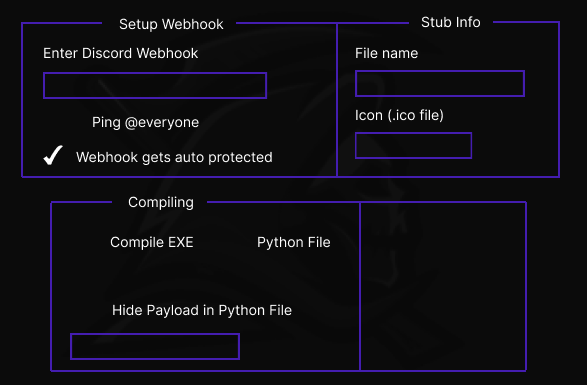 Setup Webhook
Stub Info
Enter Discord Webhook
File name
Ping @everyone
Icon (.ico file)
Webhook gets auto protected
Compiling
Compile EXE
Python File
Hide Payload in Python File